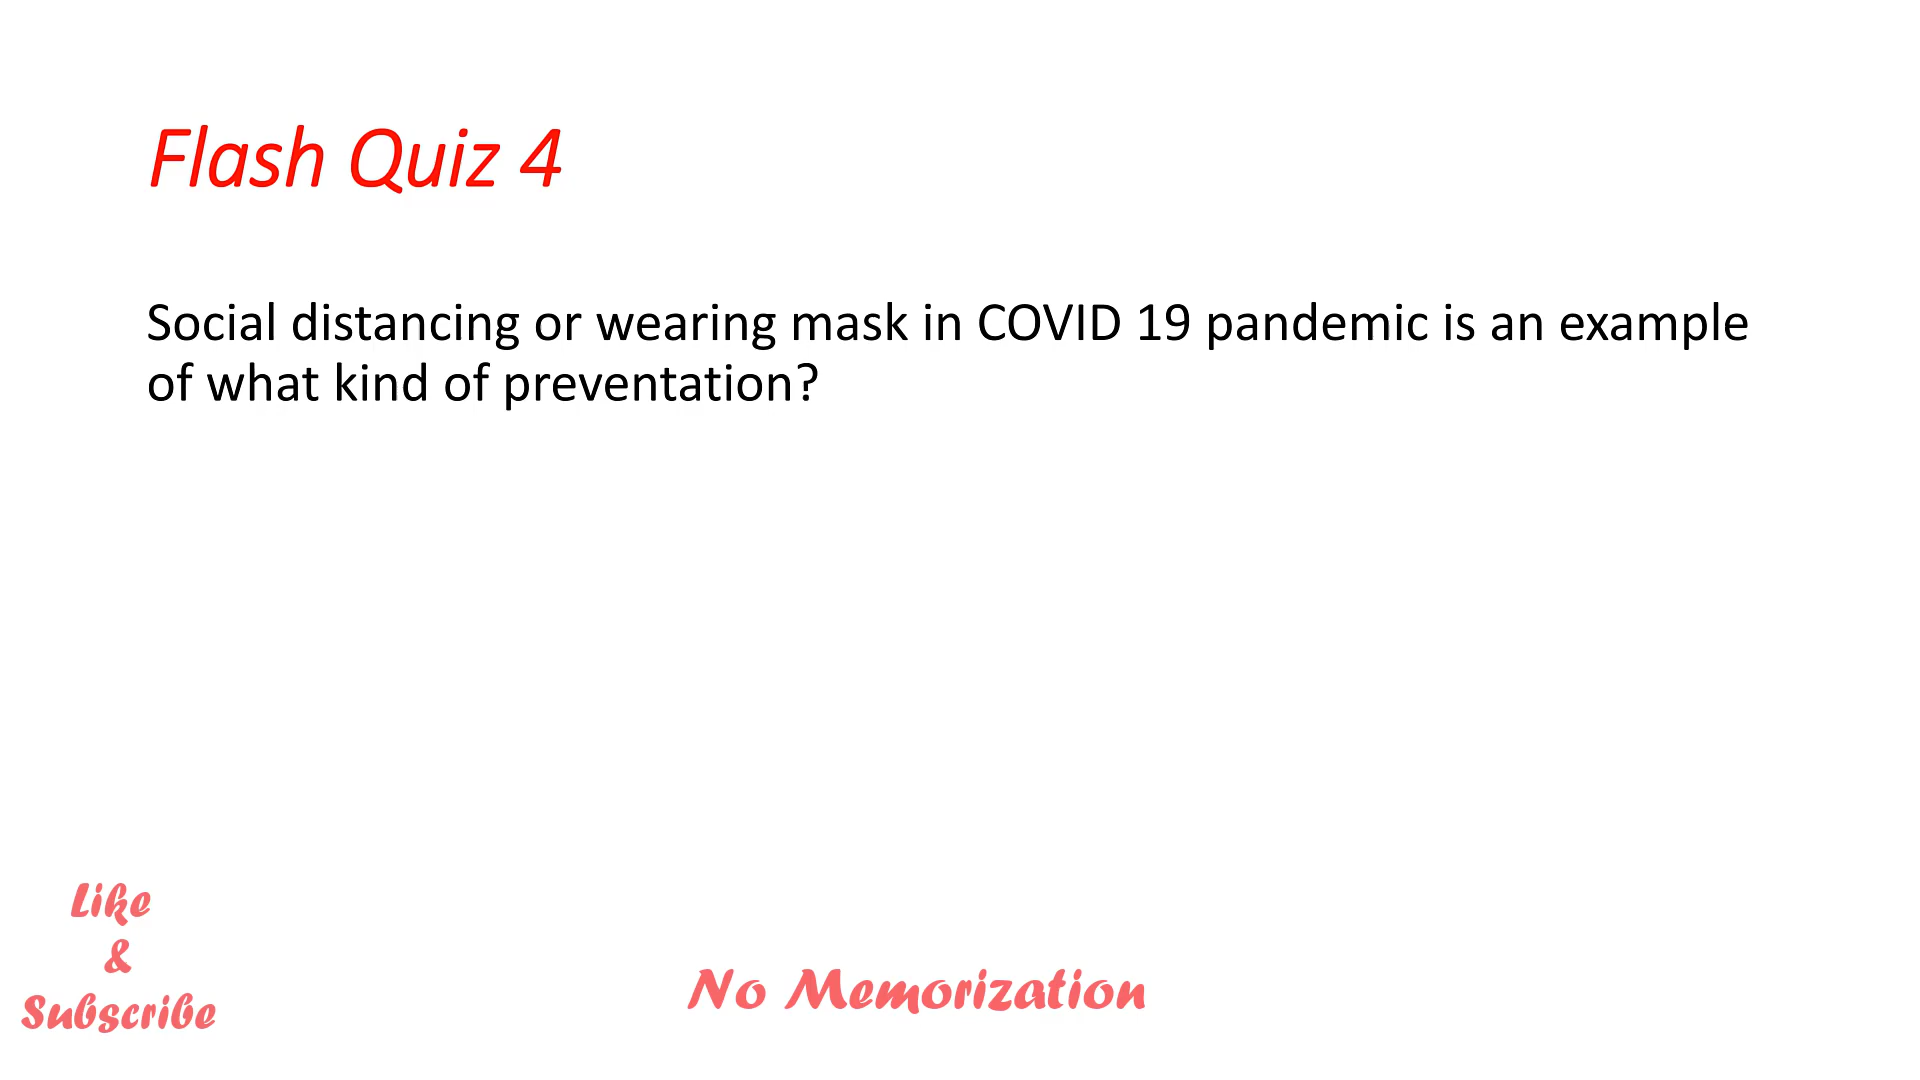 Flash Quiz 4
Social distancing or wearing mask in COVID 19 pandemic is an example
of what kind of preventation?
Like
&
Subscribe
No Memorization